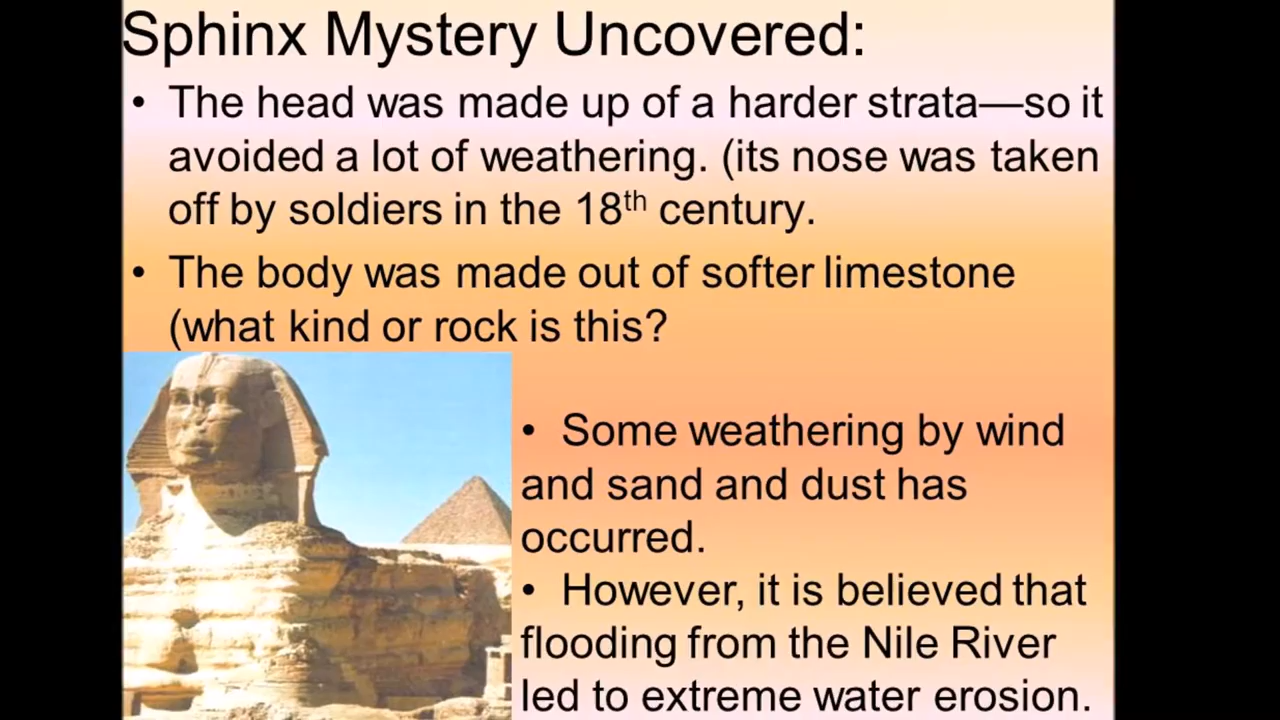 Sphinx Mystery Uncovered:
• The head was made up of a harder strata—so it
avoided a lot of weathering. (its nose was taken
off by soldiers in the 18th century.
• The body was made out of softer limestone
(what kind or rock is this?
• Some weathering by wind
and sand and dust has
occurred.
• However, it is believed that
flooding from the Nile River
led to extreme water erosion.